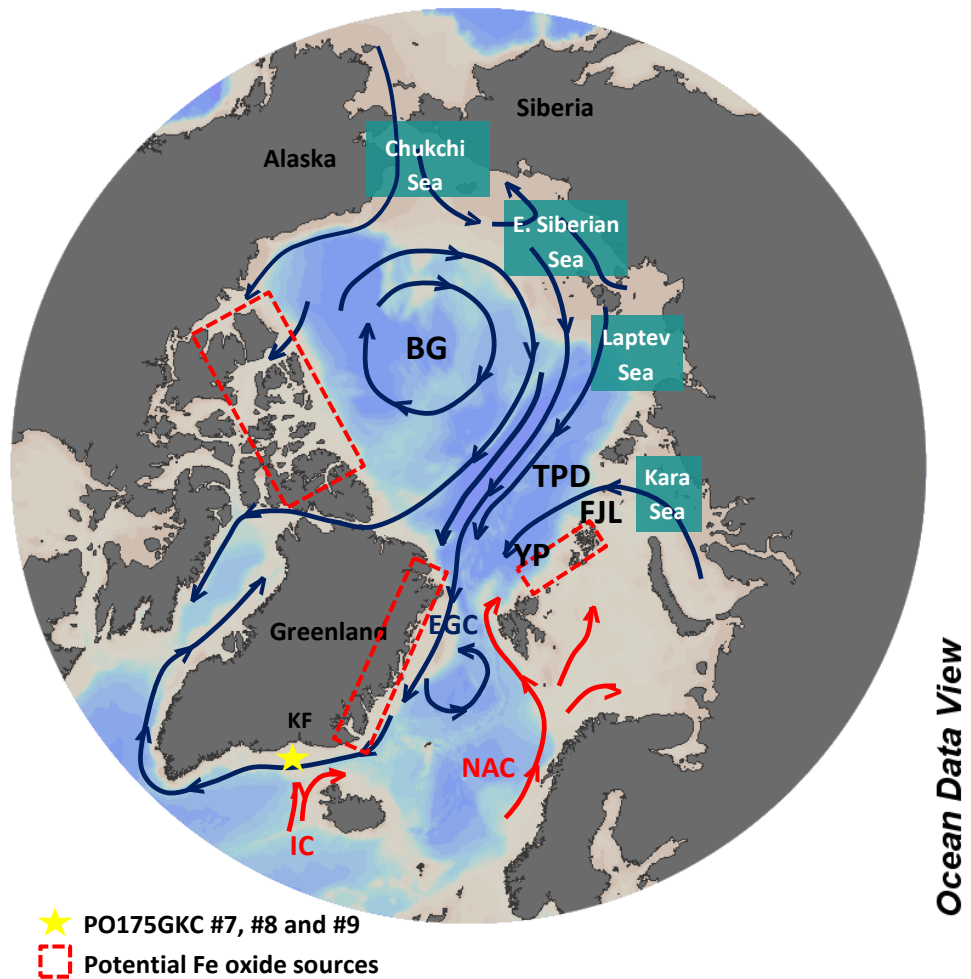 Siberia
Alaska
Chukchi
Sea
E. Siberian
Sea
BG
Laptev
Sea
TPD
Kara
Sea
FJL
YP
Greenland
EGC
KF
NAC
IC
Ocean Data View
PO175GKC #7, #8 and #9
Potential Fe oxide sources